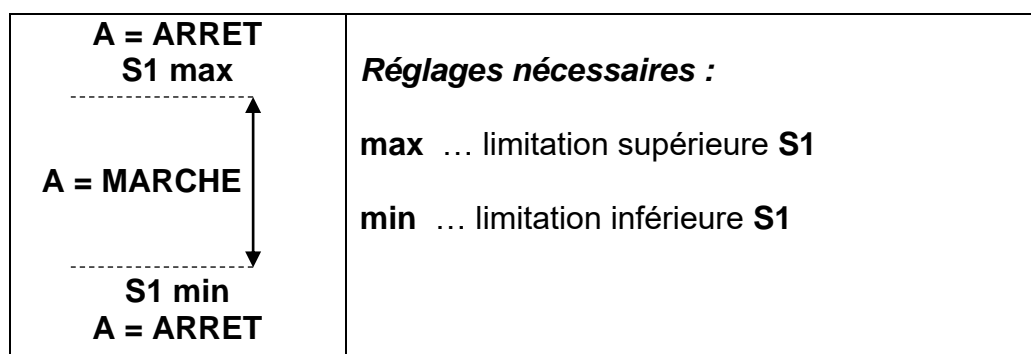 A = ARRET
S1 max
A = MARCHE
S1 min
A = ARRET
Réglages nécessaires :
max … limitation supérieure S1
min … limitation inférieure S1